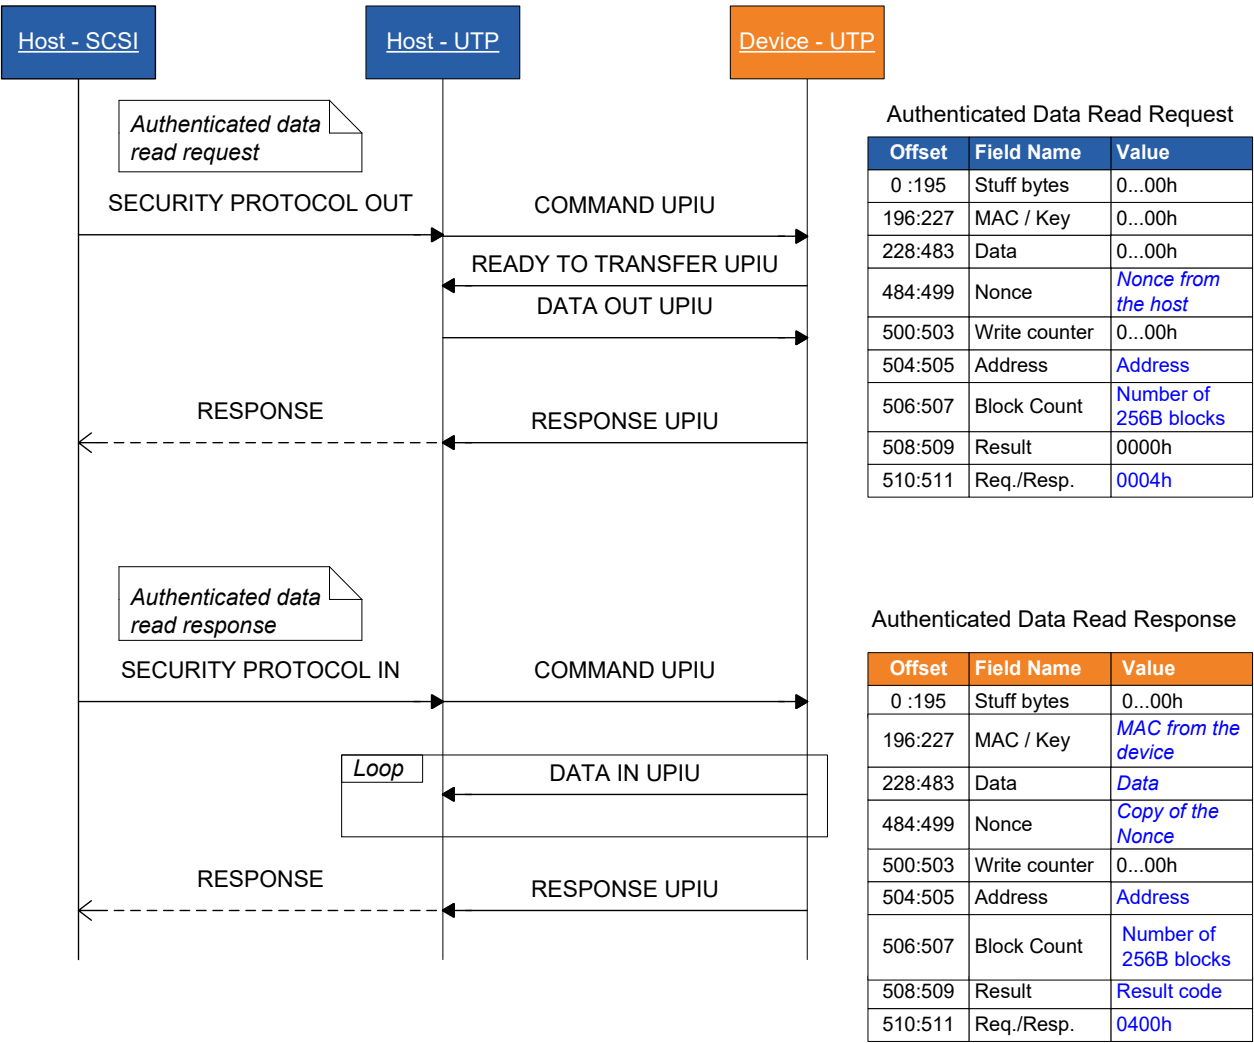 Host - SCSI
Host - UTP
Device - UTP
Authenticated data
read request
SECURITY PROTOCOL OUT
COMMAND UPIU
READY TO TRANSFER UPIU
DATA OUT UPIU
RESPONSE
RESPONSE UPIU
Authenticated Data Read Request
Offset Field Name Value
0 :195 Stuff bytes 0...00h
196:227 MAC / Key 0...00h
228:483 Data 0...00h
484:499 Nonce Nonce from
the host
500:503 Write counter 0...00h
504:505 Address Address
506:507 Block Count Number of
256B blocks
508:509 Result 0000h
510:511 Req./Resp. 0004h
Authenticated data
read response
SECURITY PROTOCOL IN
COMMAND UPIU
Loop
DATA IN UPIU
RESPONSE
RESPONSE UPIU
Authenticated Data Read Response
Offset Field Name Value
0 :195 Stuff bytes 0...00h
196:227 MAC / Key MAC from the
device
228:483 Data Data
484:499 Nonce Copy of the
Nonce
500:503 Write counter 0...00h
504:505 Address Address
506:507 Block Count Number of
256B blocks
508:509 Result Result code
510:511 Req./Resp. 0400h